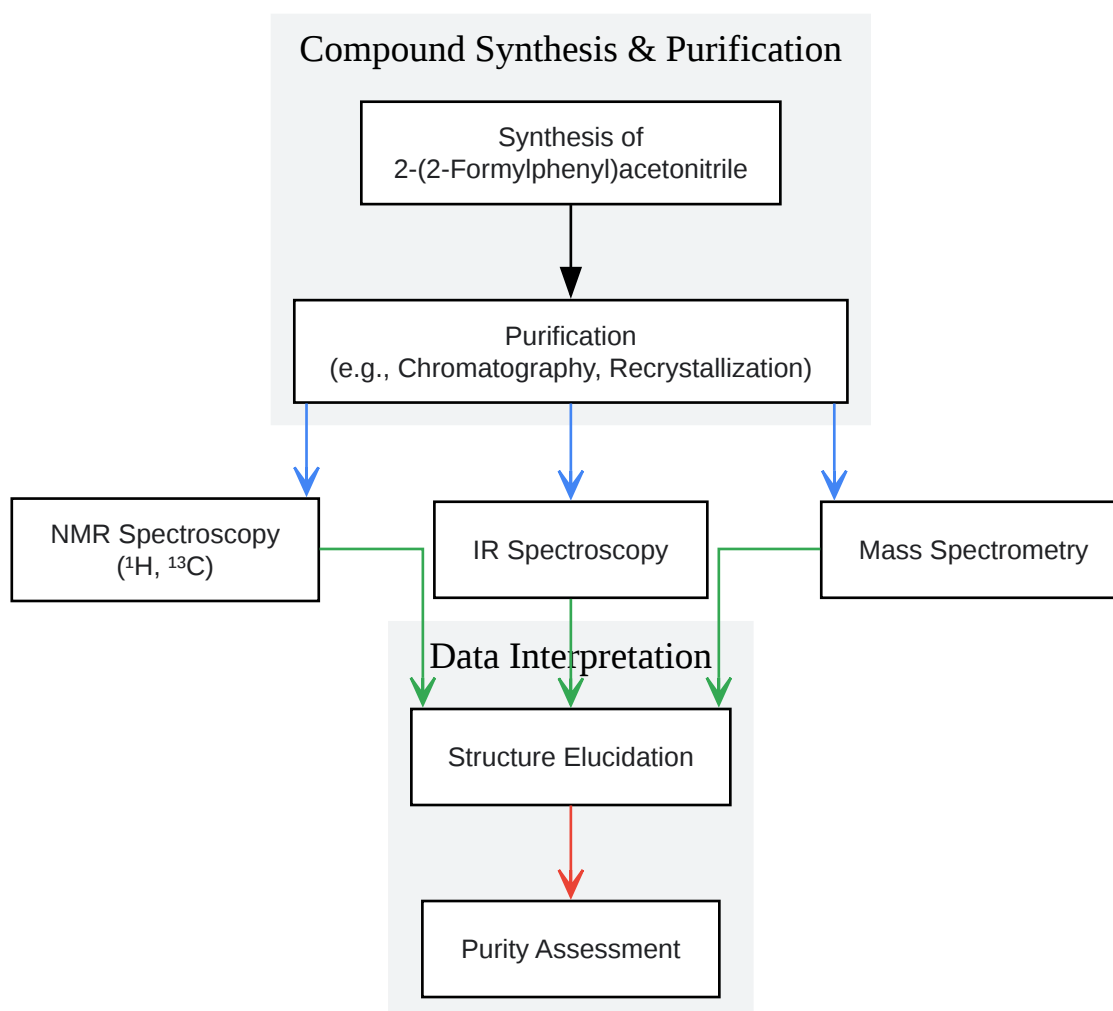 Compound Synthesis & Purification
Synthesis of
2-(2-Formylphenyl)acetonitrile
Purification
(e.g., Chromatography, Recrystallization)
NMR Spectroscopy
(¹H, ¹³C)
IR Spectroscopy
Mass Spectrometry
Data Interpretation
Structure Elucidation
Purity Assessment